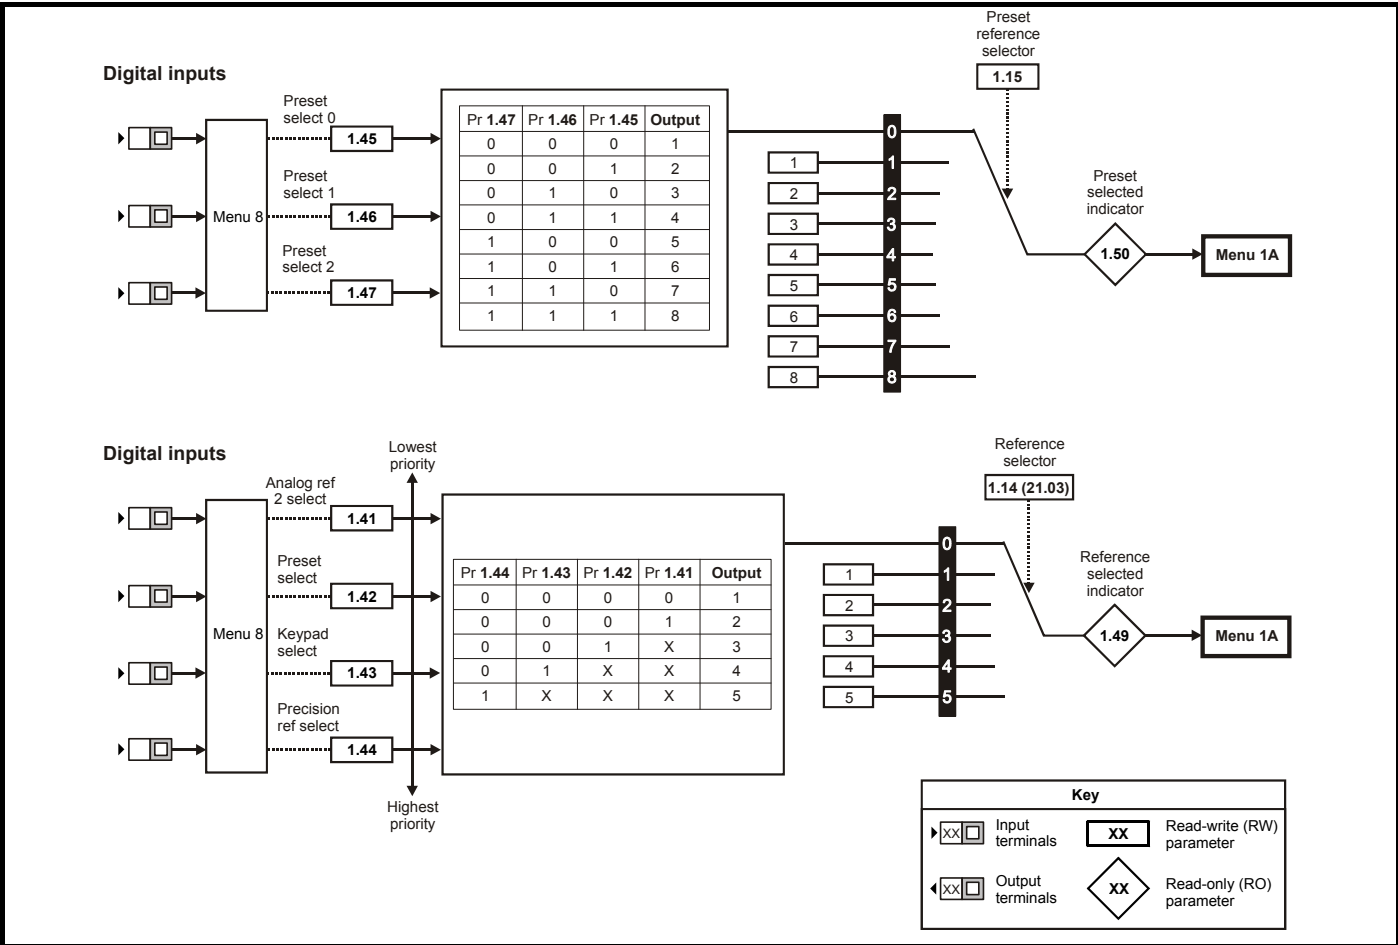 Preset
reference
selector
1.15
Digital inputs
Preset
select 0
1.45
Preset
select 1
1.46
Preset
select 2
1.47
Menu 8
Pr 1.47 Pr 1.46 Pr 1.45 Output
0 0 0 1
0 0 1 2
0 1 0 3
0 1 1 4
1 0 0 5
1 0 1 6
1 1 0 7
1 1 1 8
0
1 1
2 2
3 3
4 4
5 5
6 6
7 7
8 8
Preset
selected
indicator
1.50
Menu 1A
Digital inputs
Lowest
priority
Analog ref
2 select
1.41
Preset
select
1.42
Menu 8
Keypad
select
1.43
Precision
ref select
1.44
Highest
priority
Pr 1.44 Pr 1.43 Pr 1.42 Pr 1.41 Output
0 0 0 0 1
0 0 0 1 2
0 0 1 X 3
0 1 X X 4
1 X X X 5
Reference
selector
1.14 (21.03)
0
1 1
2 2
3 3
4 4
5 5
Reference
selected
indicator
1.49
Menu 1A
Key
XX
Input
terminals
XX
Read-write (RW)
parameter
XX
Output
terminals
XX
Read-only (RO)
parameter